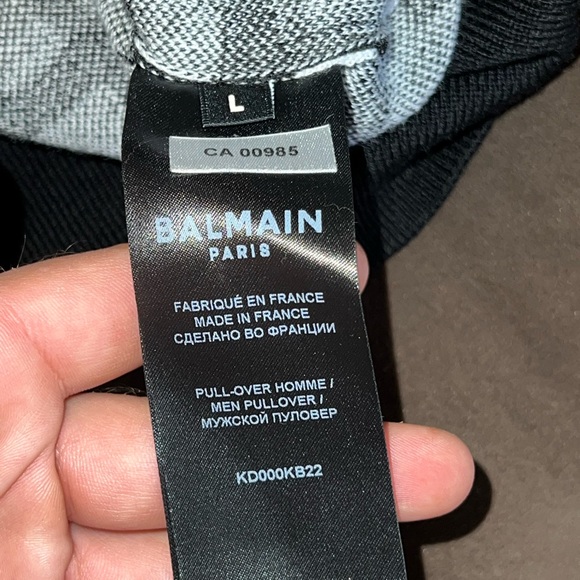 L
CA 00985
BALMAIN
PARIS
FABRIQUÉ EN FRANCE
MADE IN FRANCE
СДЕЛАНО ВО ФРАНЦИИ
PULL-OVER HOMME /
MEN PULLOVER /
МУЖСКОЙ ПУЛОВЕР
KD000KB22